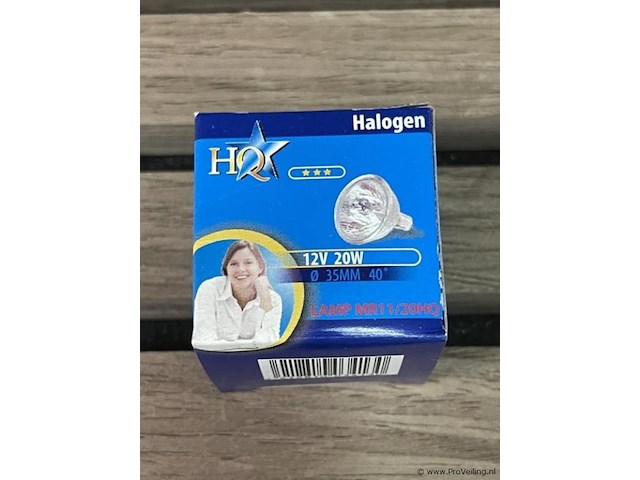 Halogen
HQ
12V 20W
Ø 35MM 40°
LAMP MR11/20HQ
© www.ProVeiling.nl